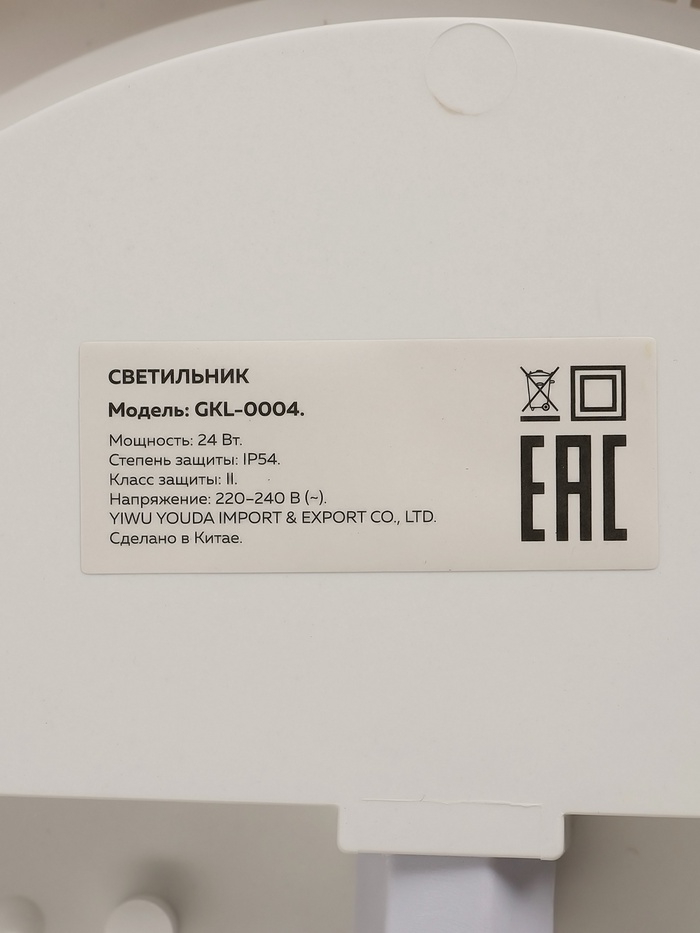 СВЕТИЛЬНИК
Модель: GKL-0004.
Мощность: 24 Вт.
Степень защиты: IP54.
Класс защиты: II.
Напряжение: 220-240 В (~).
YIWU YOUDA IMPORT & EXPORT CO., LTD.
Сделано в Китае.
EAC